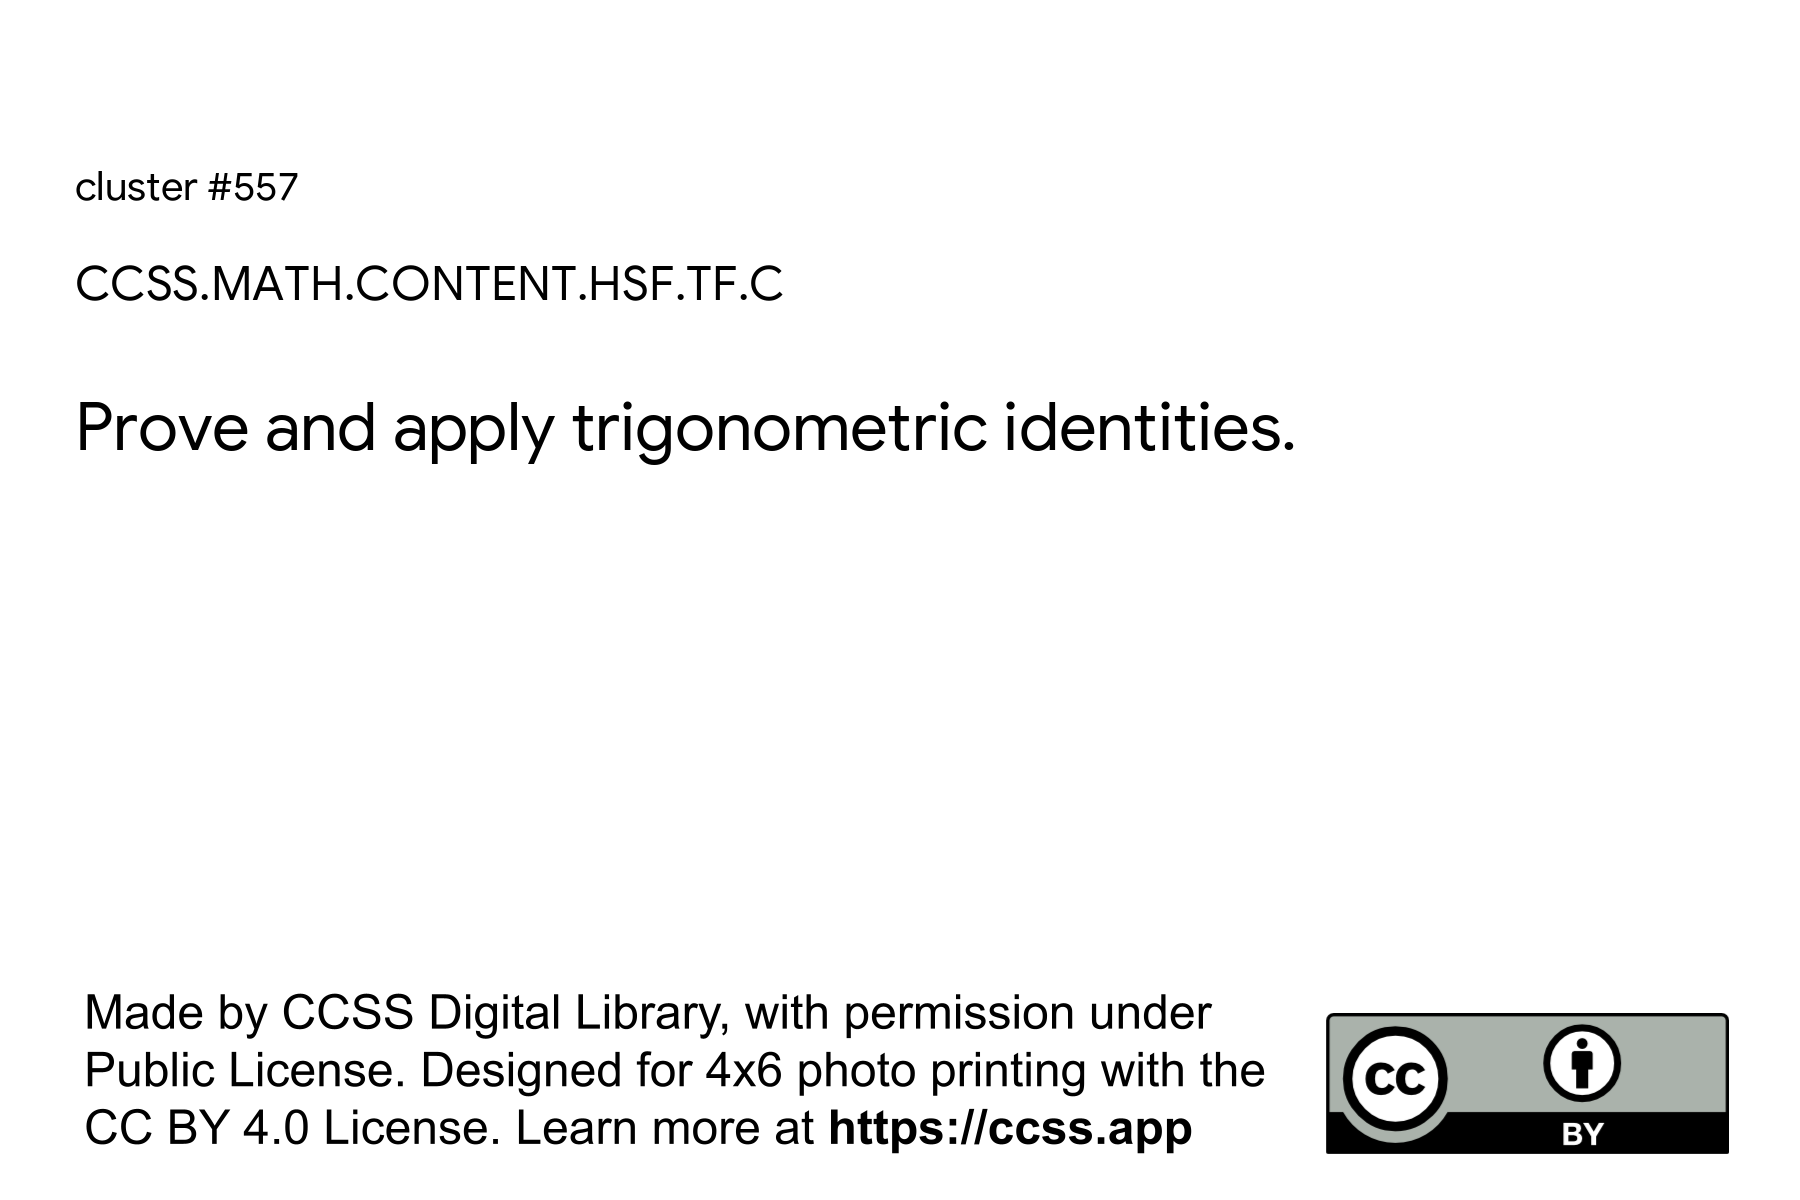 cluster #557
CCSS.MATH.CONTENT.HSF.TF.C
Prove and apply trigonometric identities.
Made by CCSS Digital Library, with permission under
Public License. Designed for 4x6 photo printing with the
CC BY 4.0 License. Learn more at https://ccss.app
CC
BY